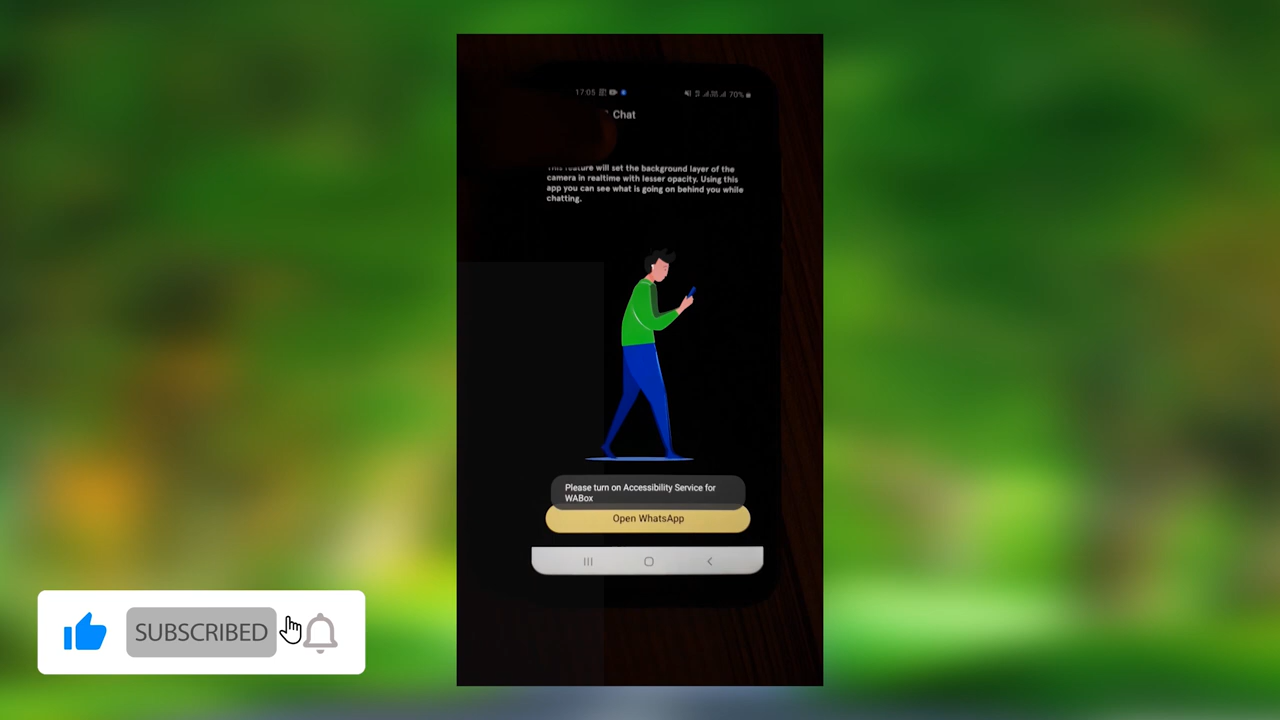 17:05
70%
Chat
This feature will set the background layer of the
camera in realtime with lesser opacity. Using this
app you can see what is going on behind you while
chatting.
Please turn on Accessibility Service for
WABox
Open WhatsApp
SUBSCRIBED